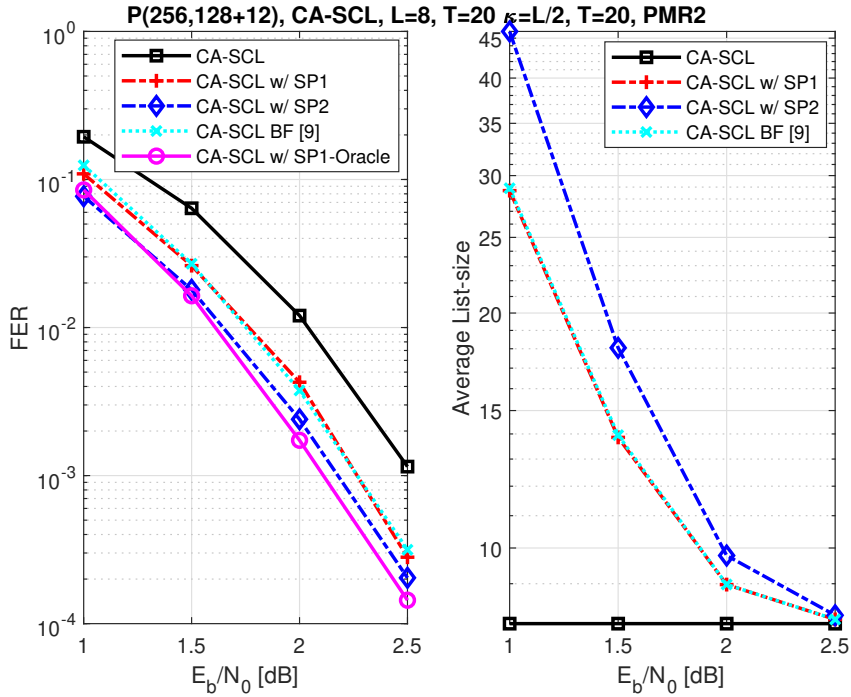 P(256,128+12), CA-SCL, L=8, T=20 κ=L/2, T=20, PMR2
10^0
10^-1
10^-2
10^-3
10^-4
FER
1
1.5
2
2.5
E_b/N_0 [dB]
CA-SCL
CA-SCL w/ SP1
CA-SCL w/ SP2
CA-SCL BF [9]
CA-SCL w/ SP1-Oracle
45
40
35
30
25
20
15
10
Average List-size
1
1.5
2
2.5
E_b/N_0 [dB]
CA-SCL
CA-SCL w/ SP1
CA-SCL w/ SP2
CA-SCL BF [9]